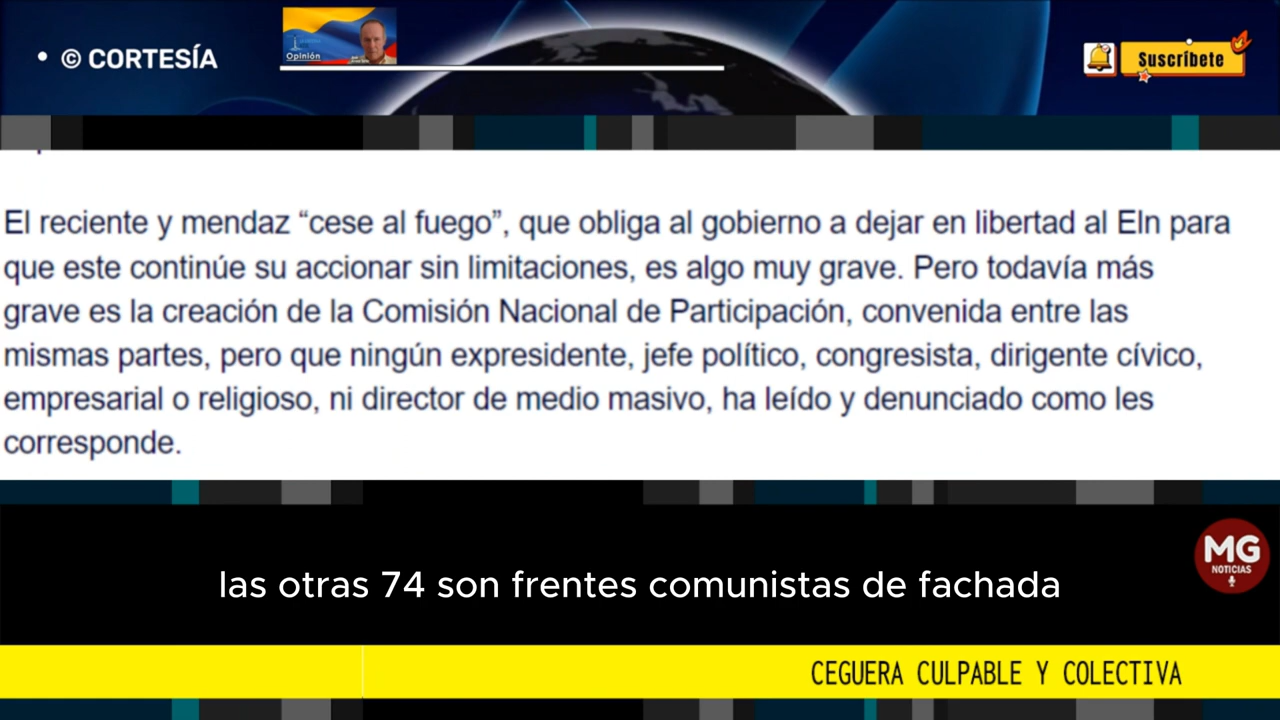 • © CORTESÍA
Opinión
Suscríbete
El reciente y mendaz “cese al fuego”, que obliga al gobierno a dejar en libertad al Eln para
que este continúe su accionar sin limitaciones, es algo muy grave. Pero todavía más
grave es la creación de la Comisión Nacional de Participación, convenida entre las
mismas partes, pero que ningún expresidente, jefe político, congresista, dirigente cívico,
empresarial o religioso, ni director de medio masivo, ha leído y denunciado como les
corresponde.
las otras 74 son frentes comunistas de fachada
MG
NOTICIAS
CEGUERA CULPABLE Y COLECTIVA